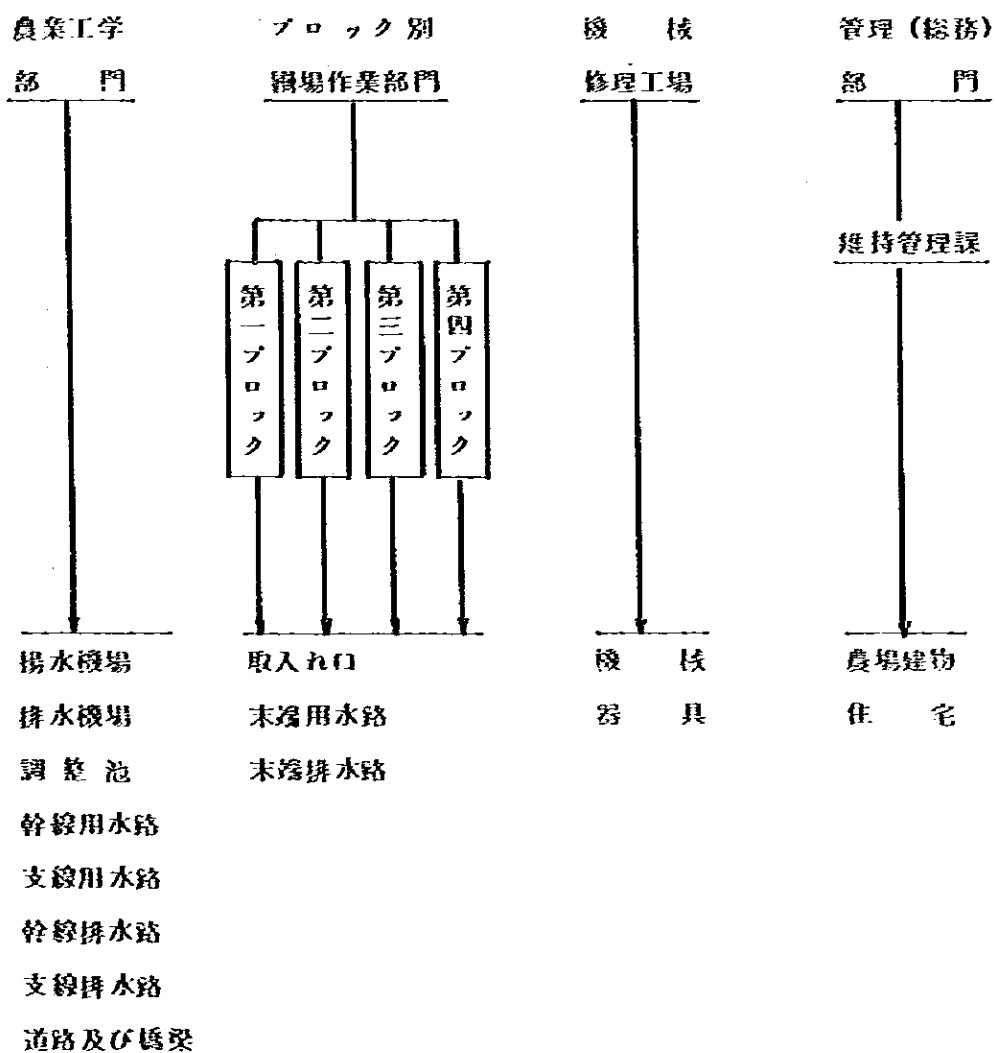 農業工学
部門
ブロック別
圃場作業部門
機械
修理工場
管理(総務)
部門
維持管理課
第一ブロック
第二ブロック
第三ブロック
第四ブロック
揚水機場
排水機場
調整池
幹線用水路
支線用水路
幹線排水路
支線排水路
道路及び橋梁
取入れ口
末端用水路
末端排水路
機械
器具
農場建物
住宅